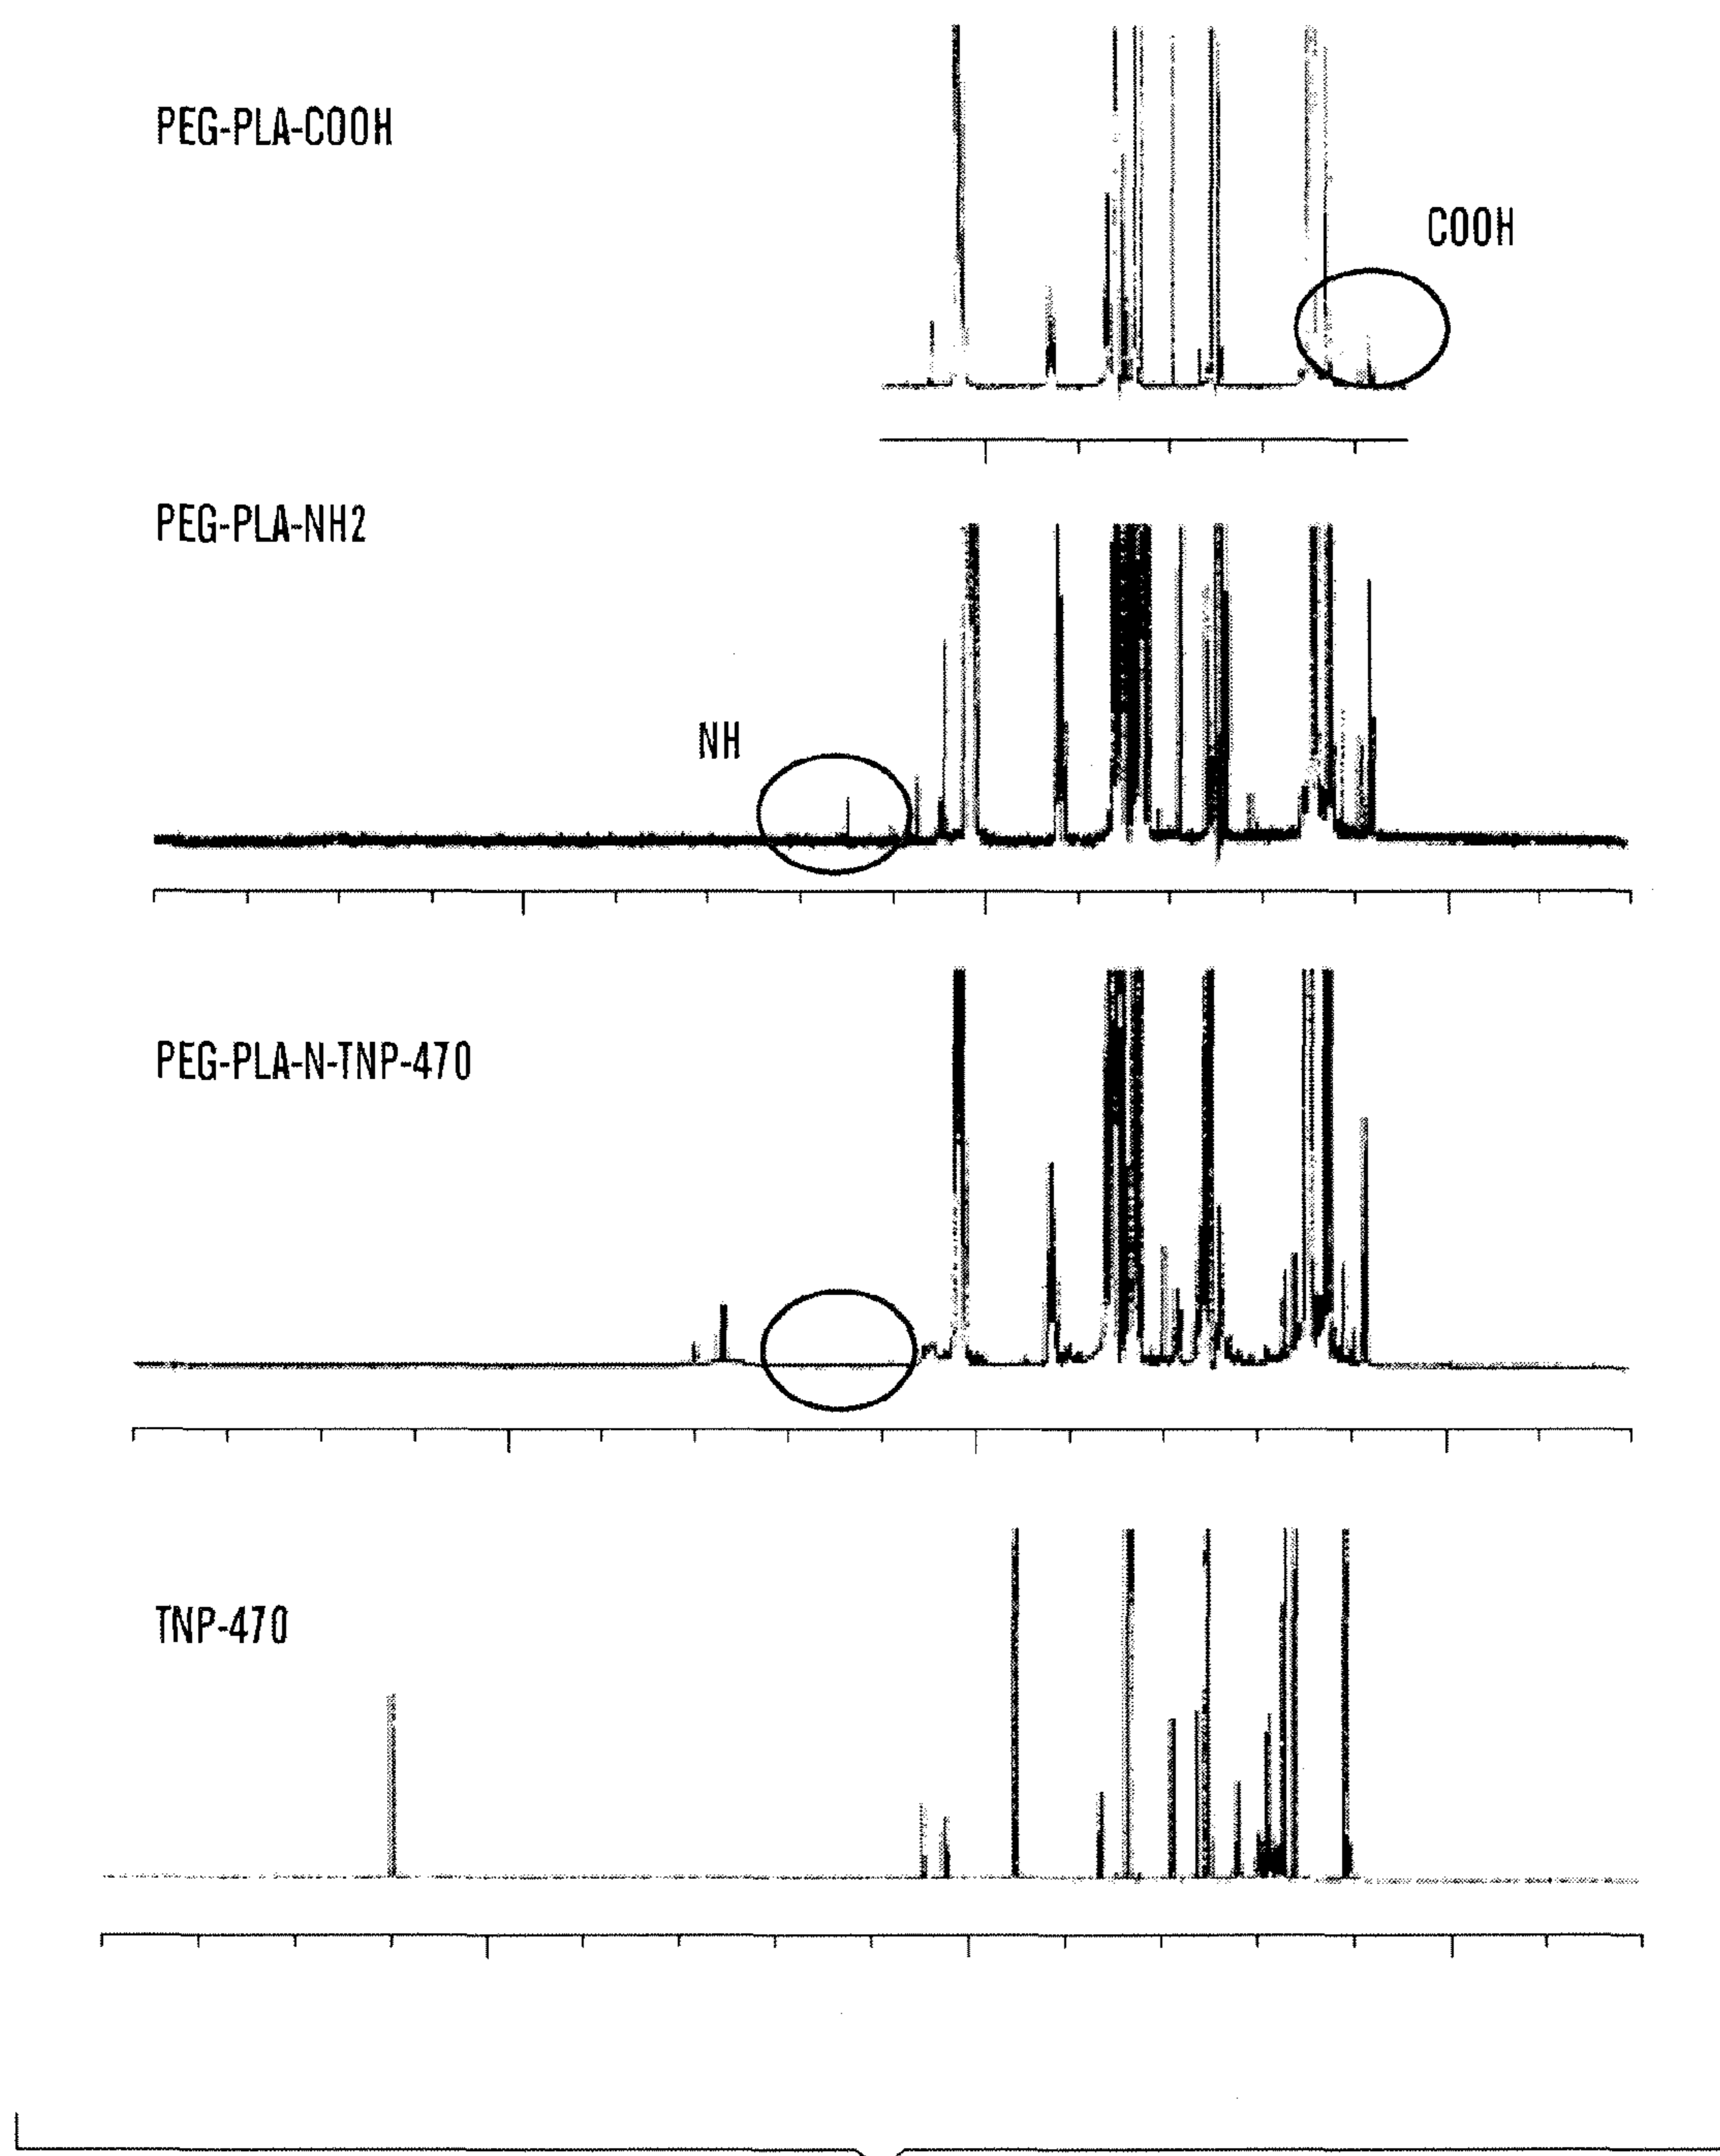 PEG-PLA-COOH
COOH
PEG-PLA-NH2
NH
PEG-PLA-N-TNP-470
TNP-470